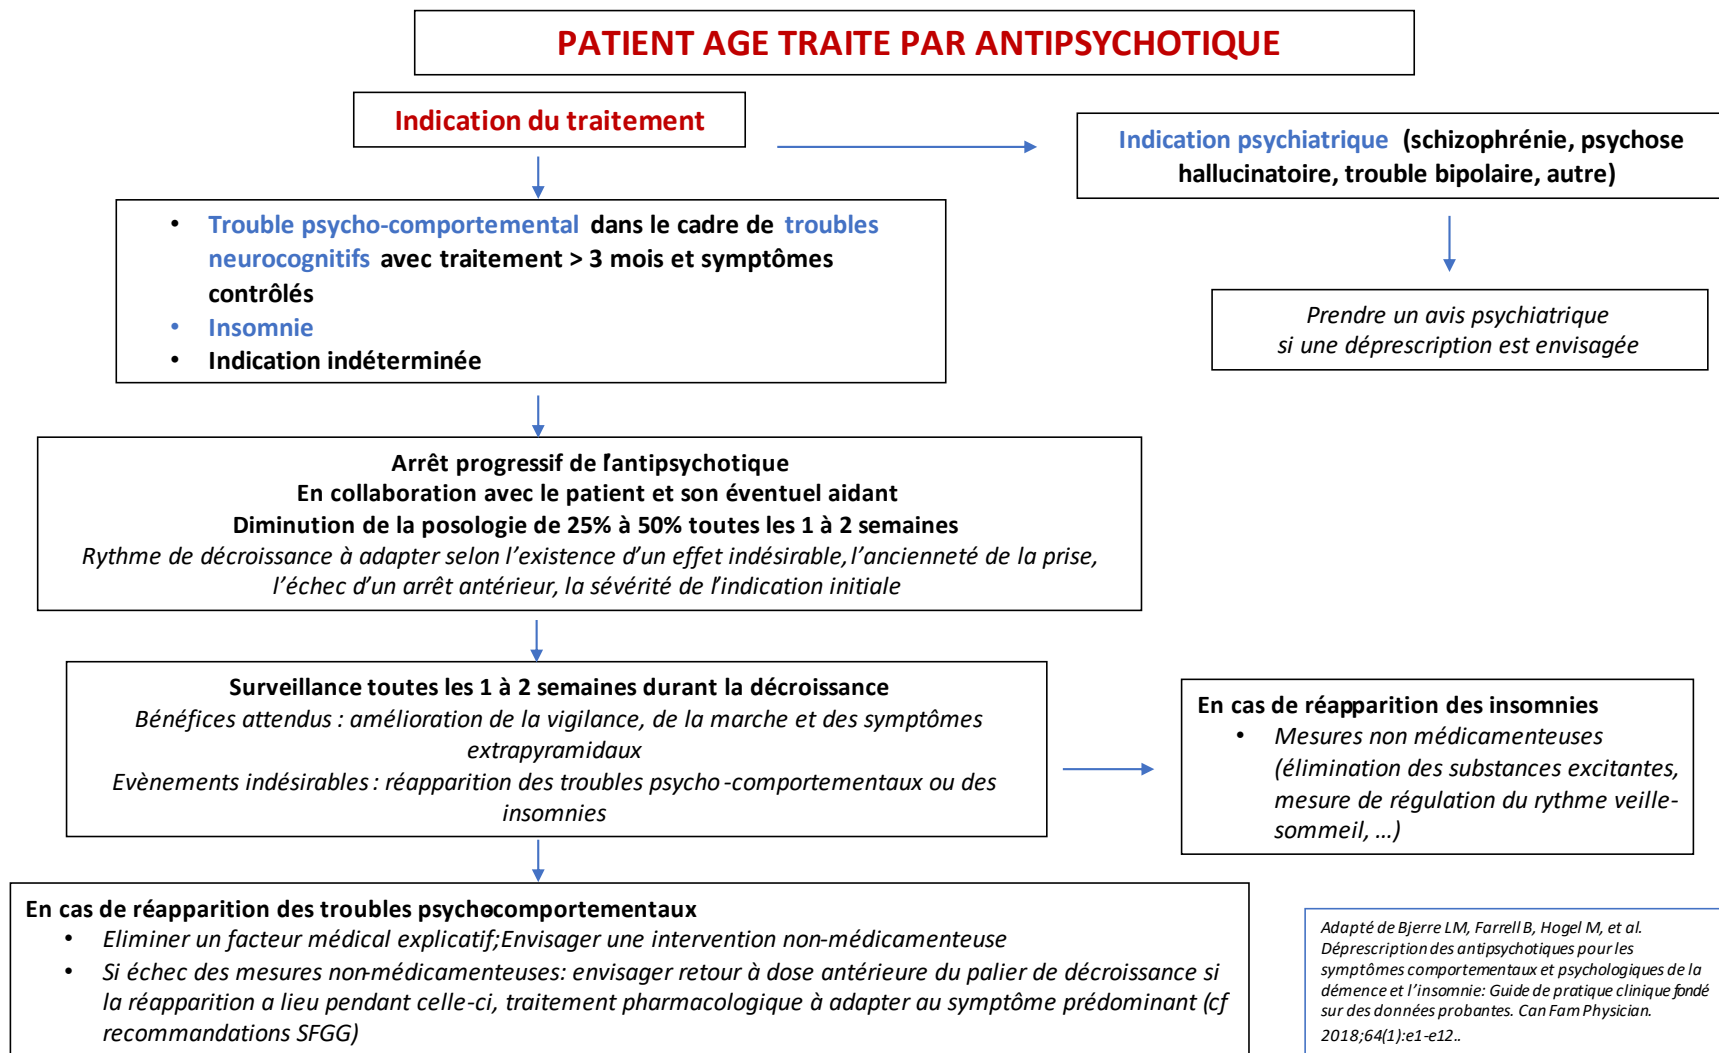 PATIENT AGE TRAITE PAR ANTIPSYCHOTIQUE
Indication du traitement
Indication psychiatrique (schizophrénie, psychose
hallucinatoire, trouble bipolaire, autre)
Prendre un avis psychiatrique
si une déprescription est envisagée
• Trouble psycho-comportemental dans le cadre de troubles
neurocognitifs avec traitement > 3 mois et symptômes
contrôlés
• Insomnie
• Indication indéterminée
Arrêt progressif de l'antipsychotique
En collaboration avec le patient et son éventuel aidant
Diminution de la posologie de 25% à 50% toutes les 1 à 2 semaines
Rythme de décroissance à adapter selon l'existence d'un effet indésirable, l'ancienneté de la prise,
l'échec d'un arrêt antérieur, la sévérité de l'indication initiale
Surveillance toutes les 1 à 2 semaines durant la décroissance
Bénéfices attendus : amélioration de la vigilance, de la marche et des symptômes
extrapyramidaux
Evènements indésirables : réapparition des troubles psycho-comportementaux ou des
insomnies
En cas de réapparition des insomnies
• Mesures non médicamenteuses
(élimination des substances excitantes,
mesure de régulation du rythme veille-
sommeil, ...)
En cas de réapparition des troubles psycho-comportementaux
• Eliminer un facteur médical explicatif;Envisager une intervention non-médicamenteuse
• Si échec des mesures non-médicamenteuses: envisager retour à dose antérieure du palier de décroissance si
la réapparition a lieu pendant celle-ci, traitement pharmacologique à adapter au symptôme prédominant (cf
recommandations SFGG)
Adapté de Bjerre LM, Farrell B, Hogel M, et al.
Déprescription des antipsychotiques pour les
symptômes comportementaux et psychologiques de la
démence et l'insomnie: Guide de pratique clinique fondé
sur des données probantes. Can Fam Physician.
2018;64(1):e1-e12..